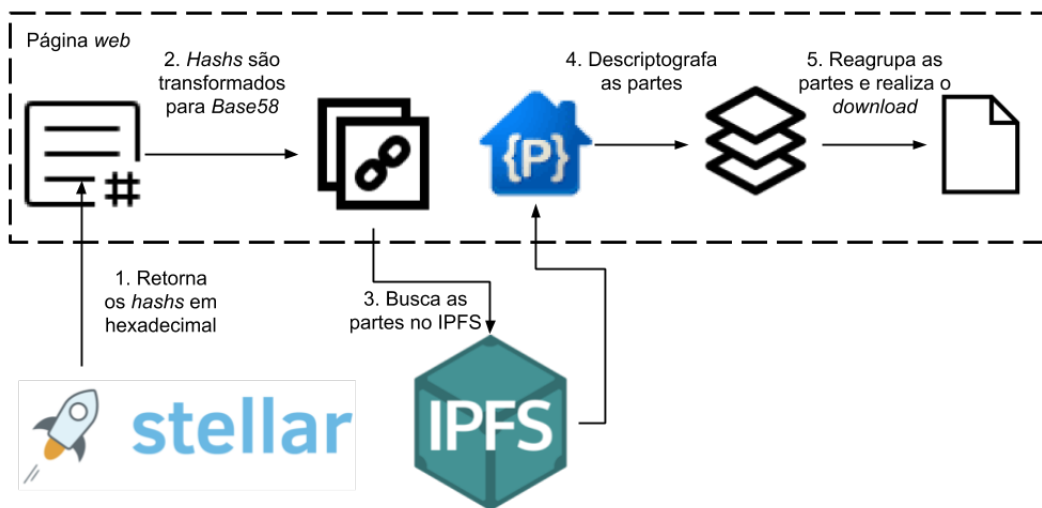 Página web
2. Hashs são
transformados
para Base58
4. Descriptografa
as partes
5. Reagrupa as
partes e realiza o
download
#
{P}
1. Retorna
os hashs em
hexadecimal
3. Busca as
partes no IPFS
stellar
IPFS